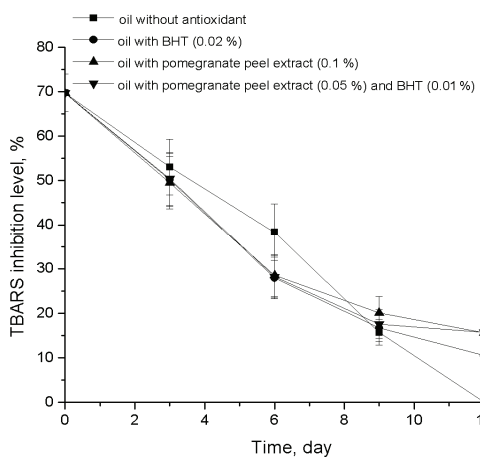 oil without antioxidant
oil with BHT (0.02 %)
oil with pomegranate peel extract (0.1 %)
oil with pomegranate peel extract (0.05 %) and BHT (0.01 %)
80
70
60
50
40
30
20
10
0
TBARS inhibition level, %
0 2 4 6 8 10
Time, day